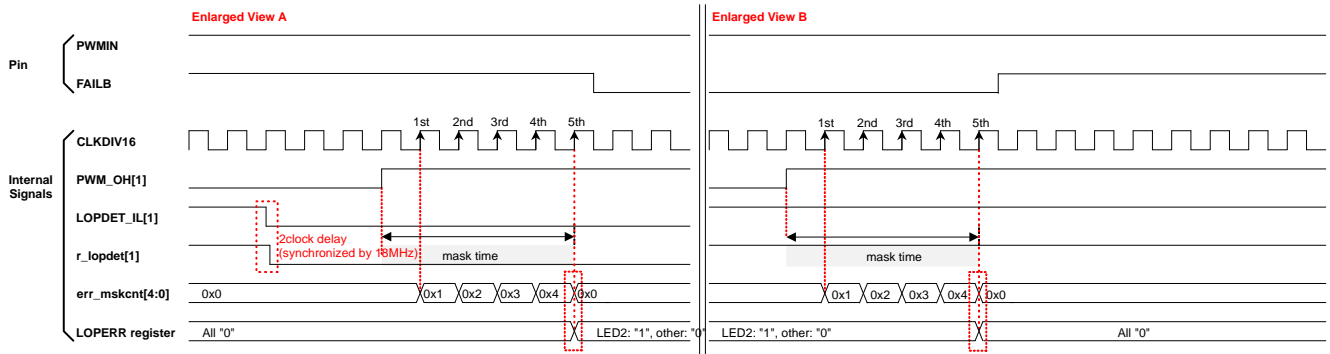 Enlarged View A
Enlarged View B
Pin
PWMIN
FAILB
1st 2nd 3rd 4th 5th
1st 2nd 3rd 4th 5th
CLKDIV16
Internal
Signals
PWM_OH[1]
LOPDET_IL[1]
2clock delay
(synchronized by 18MHz)
r_lopdet[1]
mask time
mask time
err_mskcnt[4:0]
0x0 0x1 0x2 0x3 0x4 0x0
0x1 0x2 0x3 0x4 0x0
LOPERR register
All "0" LED2: "1", other: "0"
LED2: "1", other: "0" All "0"